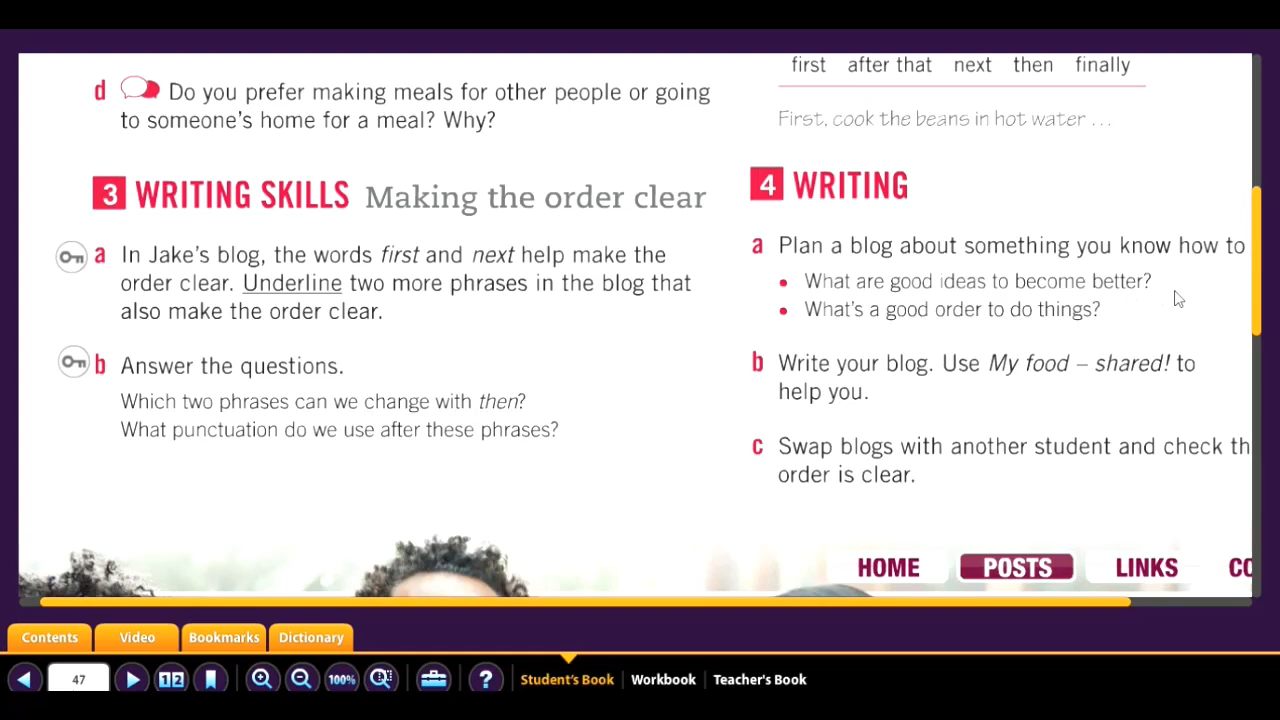 d Do you prefer making meals for other people or going
to someone's home for a meal? Why?
3 WRITING SKILLS Making the order clear
a In Jake's blog, the words first and next help make the
order clear. Underline two more phrases in the blog that
also make the order clear.
b Answer the questions.
Which two phrases can we change with then?
What punctuation do we use after these phrases?
first after that next then finally
First, cook the beans in hot water ...
4 WRITING
a Plan a blog about something you know how to
• What are good ideas to become better?
• What's a good order to do things?
b Write your blog. Use My food – shared! to
help you.
c Swap blogs with another student and check th
order is clear.
HOME POSTS LINKS CO
Contents Video Bookmarks Dictionary
47 12 100% ? Student's Book Workbook Teacher's Book